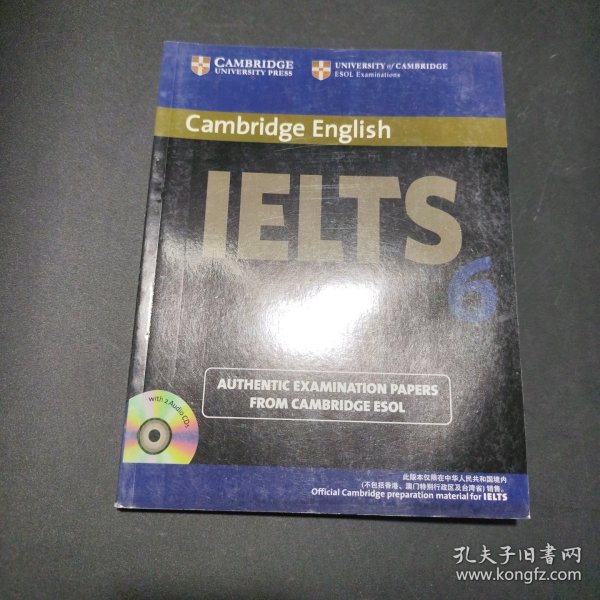 CAMBRIDGE
UNIVERSITY PRESS
UNIVERSITY of CAMBRIDGE
ESOL Examinations
Cambridge English
IELTS
6
AUTHENTIC EXAMINATION PAPERS
FROM CAMBRIDGE ESOL
with 2 Audio CDs
此版本仅限在中华人民共和国境内
(不包括香港、澳门特别行政区及台湾省)销售。
Official Cambridge preparation material for IELTS
孔夫子旧书网
www.kongfz.com